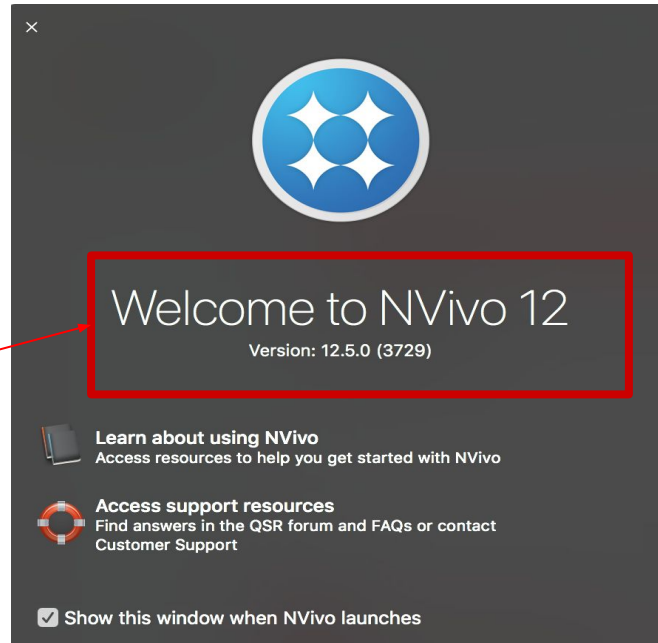 Welcome to NVivo 12
Version: 12.5.0 (3729)
Learn about using NVivo
Access resources to help you get started with NVivo
Access support resources
Find answers in the QSR forum and FAQs or contact
Customer Support
Show this window when NVivo launches